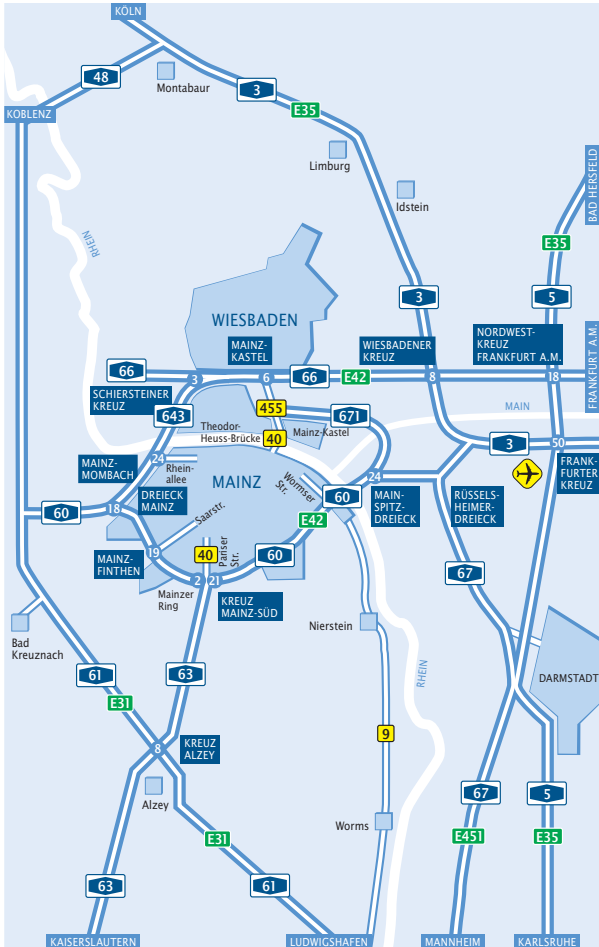 KÖLN
48
Montabaur
3
E35
KOBLENZ
Limburg
Idstein
BAD HERSFELD
RHEIN
E35
3
5
WIESBADEN
MAINZ-
KASTEL
WIESBADENER
KREUZ
NORDWEST-
KREUZ
FRANKFURT A.M.
FRANKFURT A.M.
66
3
6
66
E42
8
18
SCHIERSTEINER
KREUZ
643
455
671
MAIN
Theodor-
Heuss-Brücke
40
Mainz-Kastel
3
50
MAINZ-
MOMBACH
24
Rhein-
allee
MAINZ
Wormser
Str.
24
FRANK-
FURTER
KREUZ
DREIECK
MAINZ
60
MAIN-
SPITZ-
DREIECK
RÜSSELS-
HEIMER-
DREIECK
60
18
Saarstr.
E42
19
MAINZ-
FINTHEN
40
Pariser
Str.
60
67
Mainzer
Ring
2
21
KREUZ
MAINZ-SÜD
Nierstein
Bad
Kreuznach
61
63
RHEIN
DARMSTADT
E31
9
8
KREUZ
ALZEY
Alzey
67
5
Worms
E31
E451
E35
63
61
KAISERSLAUTERN
LUDWIGSHAFEN
MANNHEIM
KARLSRUHE